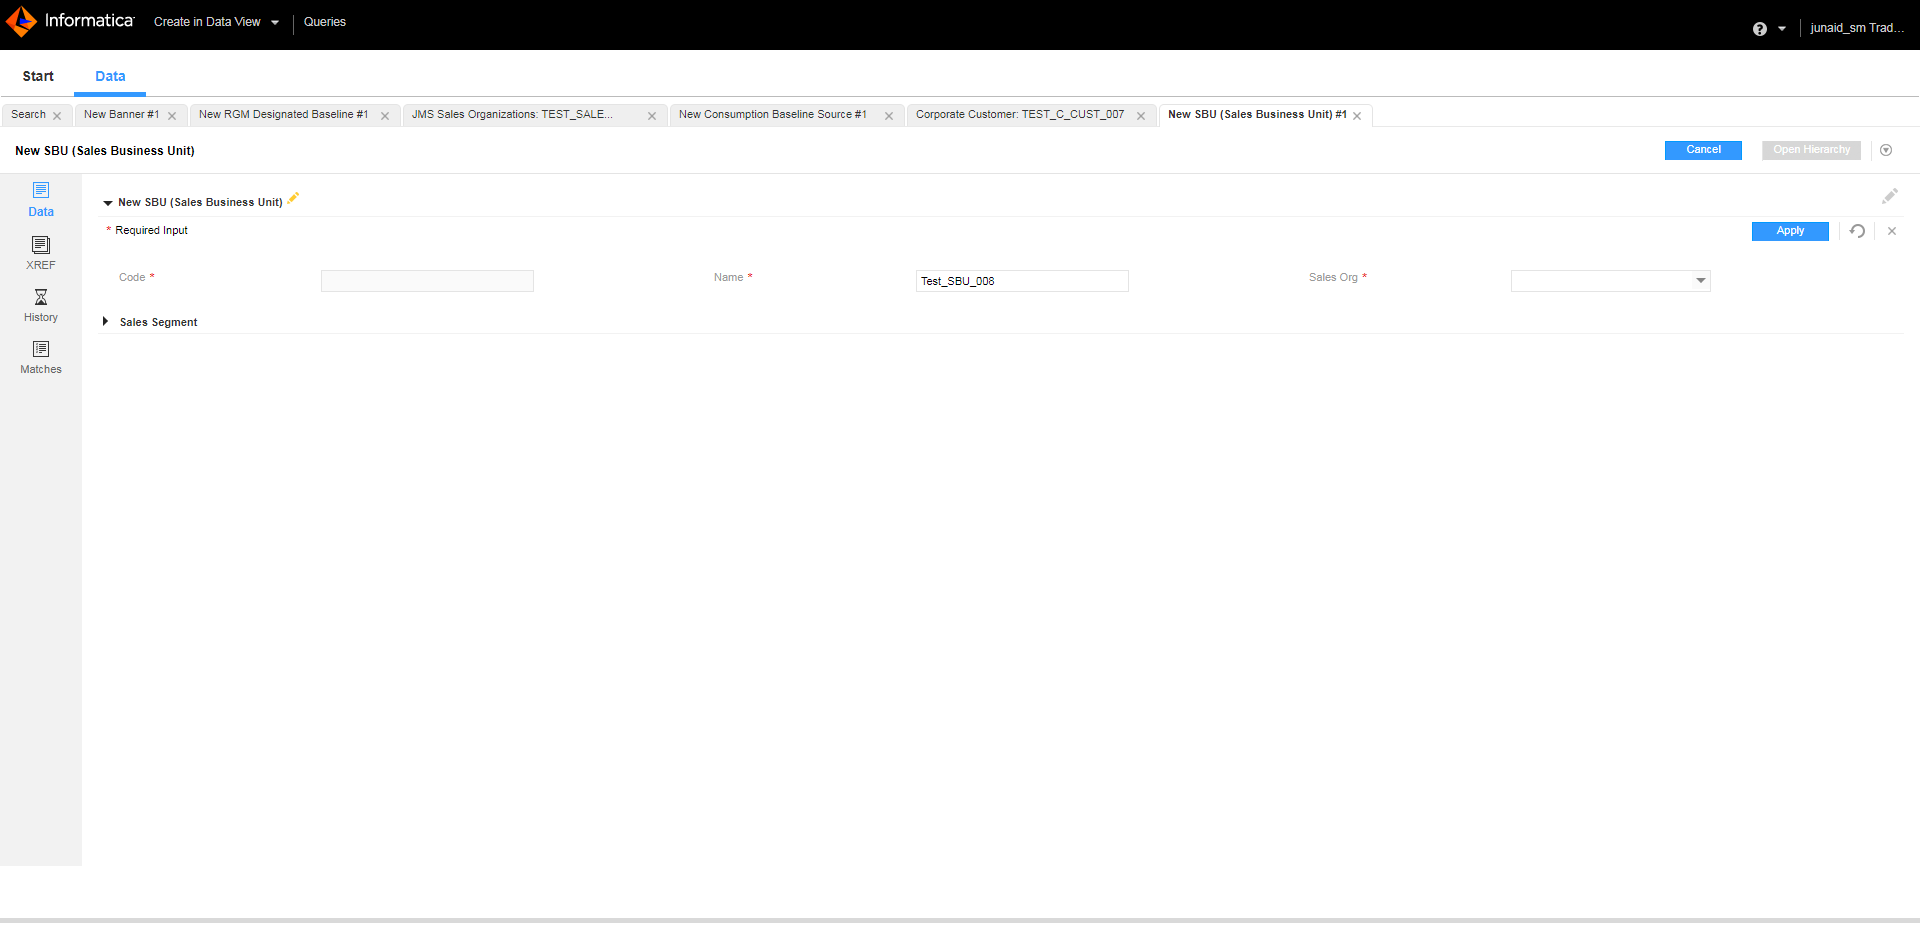 Informatica Create in Data View Queries junaid_sm Trad...
Start Data
Search New Banner #1 New RGM Designated Baseline #1 JMS Sales Organizations: TEST_SALE... New Consumption Baseline Source #1 Corporate Customer: TEST_C_CUST_007 New SBU (Sales Business Unit) #1
New SBU (Sales Business Unit) Cancel Open Hierarchy
Data
XREF
History
Matches
New SBU (Sales Business Unit)
* Required Input Apply
Code * Name * Test_SBU_008 Sales Org *
Sales Segment